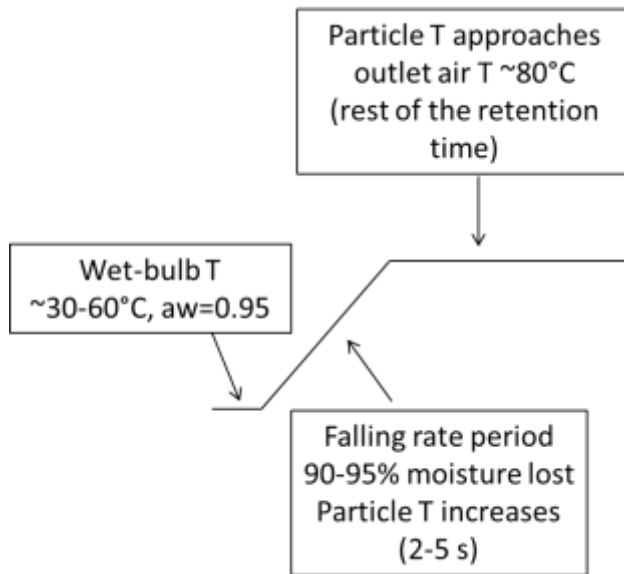 Particle T approaches
outlet air T ~80°C
(rest of the retention
time)
Wet-bulb T
~30-60°C, aw=0.95
Falling rate period
90-95% moisture lost
Particle T increases
(2-5 s)